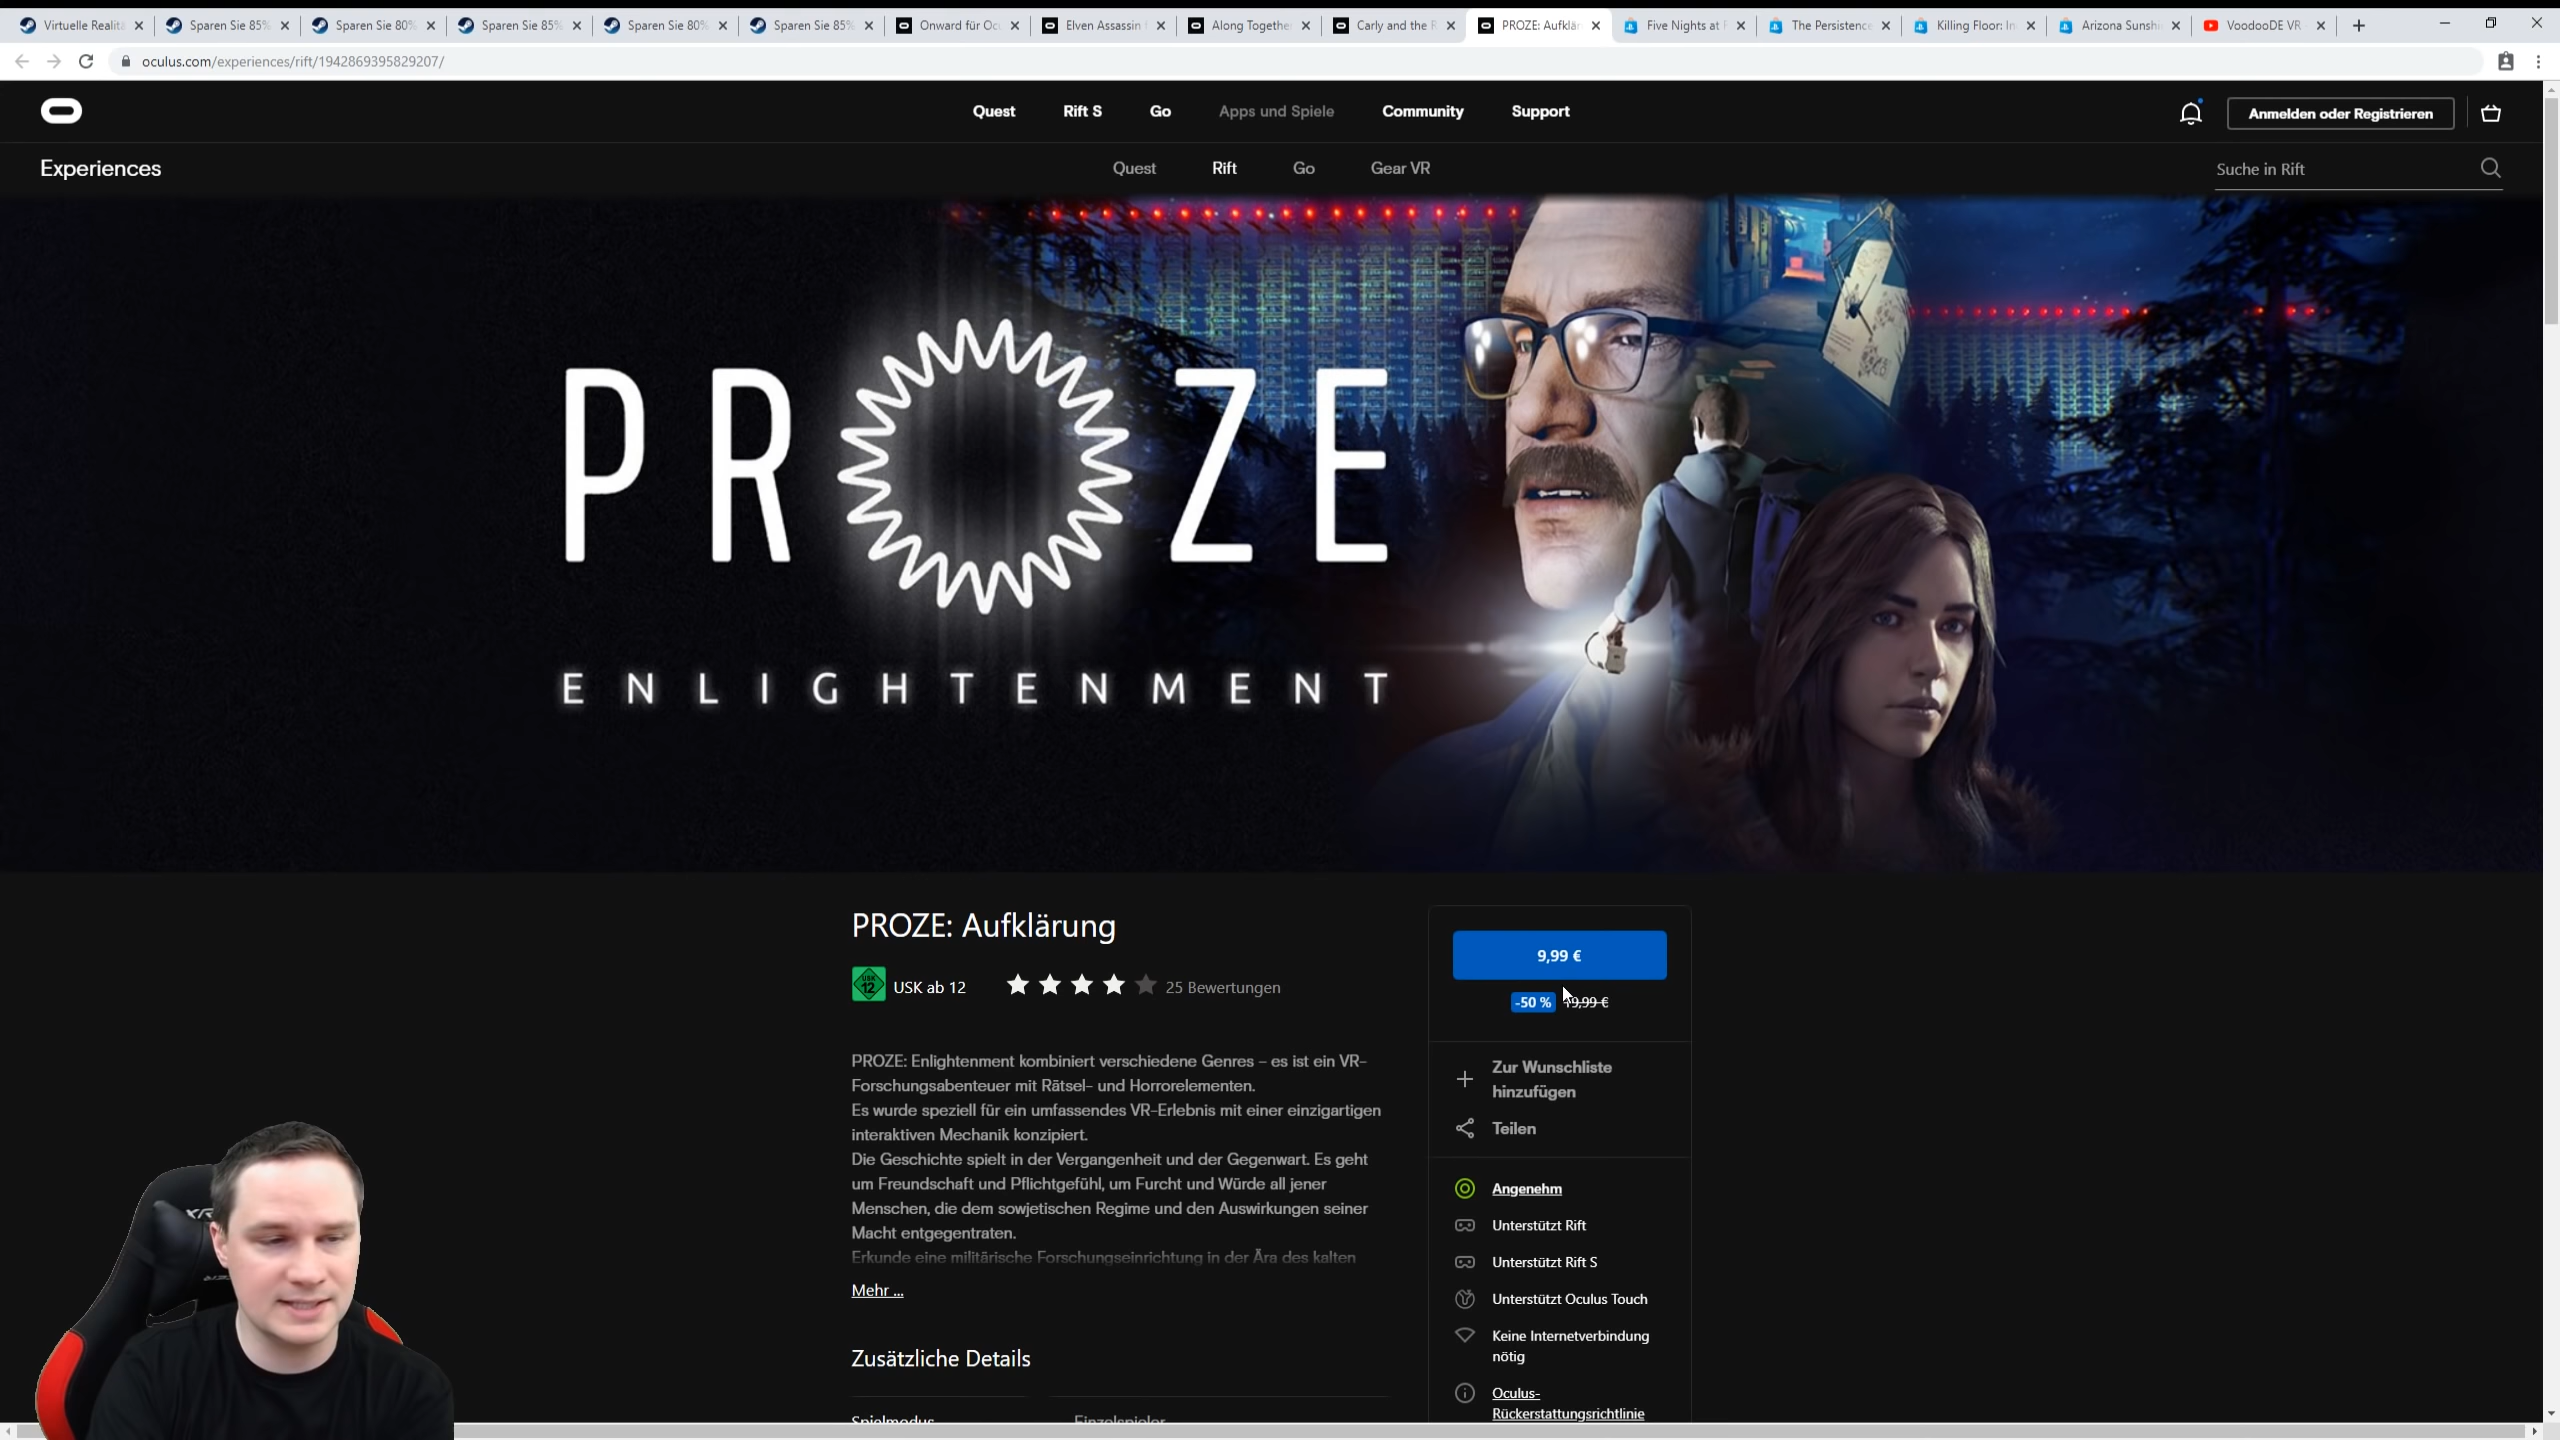 Virtuelle Realitä
Sparen Sie 85%
Sparen Sie 80%
Sparen Sie 85%
Sparen Sie 80%
Sparen Sie 85%
Onward für Ocu
Elven Assassin
Along Together
Carly and the R
PROZE: Aufklär
Five Nights at F
The Persistence
Killing Floor: In
Arizona Sunshi
VoodooDE VR
oculus.com/experiences/rift/1942869395829207/
Quest Rift S Go Apps und Spiele Community Support
Anmelden oder Registrieren
Experiences
Quest Rift Go Gear VR
Suche in Rift
PROZE
ENLIGHTENMENT
PROZE: Aufklärung
USK 12 USK ab 12 25 Bewertungen
PROZE: Enlightenment kombiniert verschiedene Genres – es ist ein VR-
Forschungsabenteuer mit Rätsel- und Horrorelementen.
Es wurde speziell für ein umfassendes VR-Erlebnis mit einer einzigartigen
interaktiven Mechanik konzipiert.
Die Geschichte spielt in der Vergangenheit und der Gegenwart. Es geht
um Freundschaft und Pflichtgefühl, um Furcht und Würde all jener
Menschen, die dem sowjetischen Regime und den Auswirkungen seiner
Macht entgegentraten.
Erkunde eine militärische Forschungseinrichtung in der Ära des kalten
Mehr ...
Zusätzliche Details
Spielmodus Einzelspieler
9,99 €
-50 % 19,99 €
Zur Wunschliste
hinzufügen
Teilen
Angenehm
Unterstützt Rift
Unterstützt Rift S
Unterstützt Oculus Touch
Keine Internetverbindung
nötig
Oculus-
Rückerstattungsrichtlinie